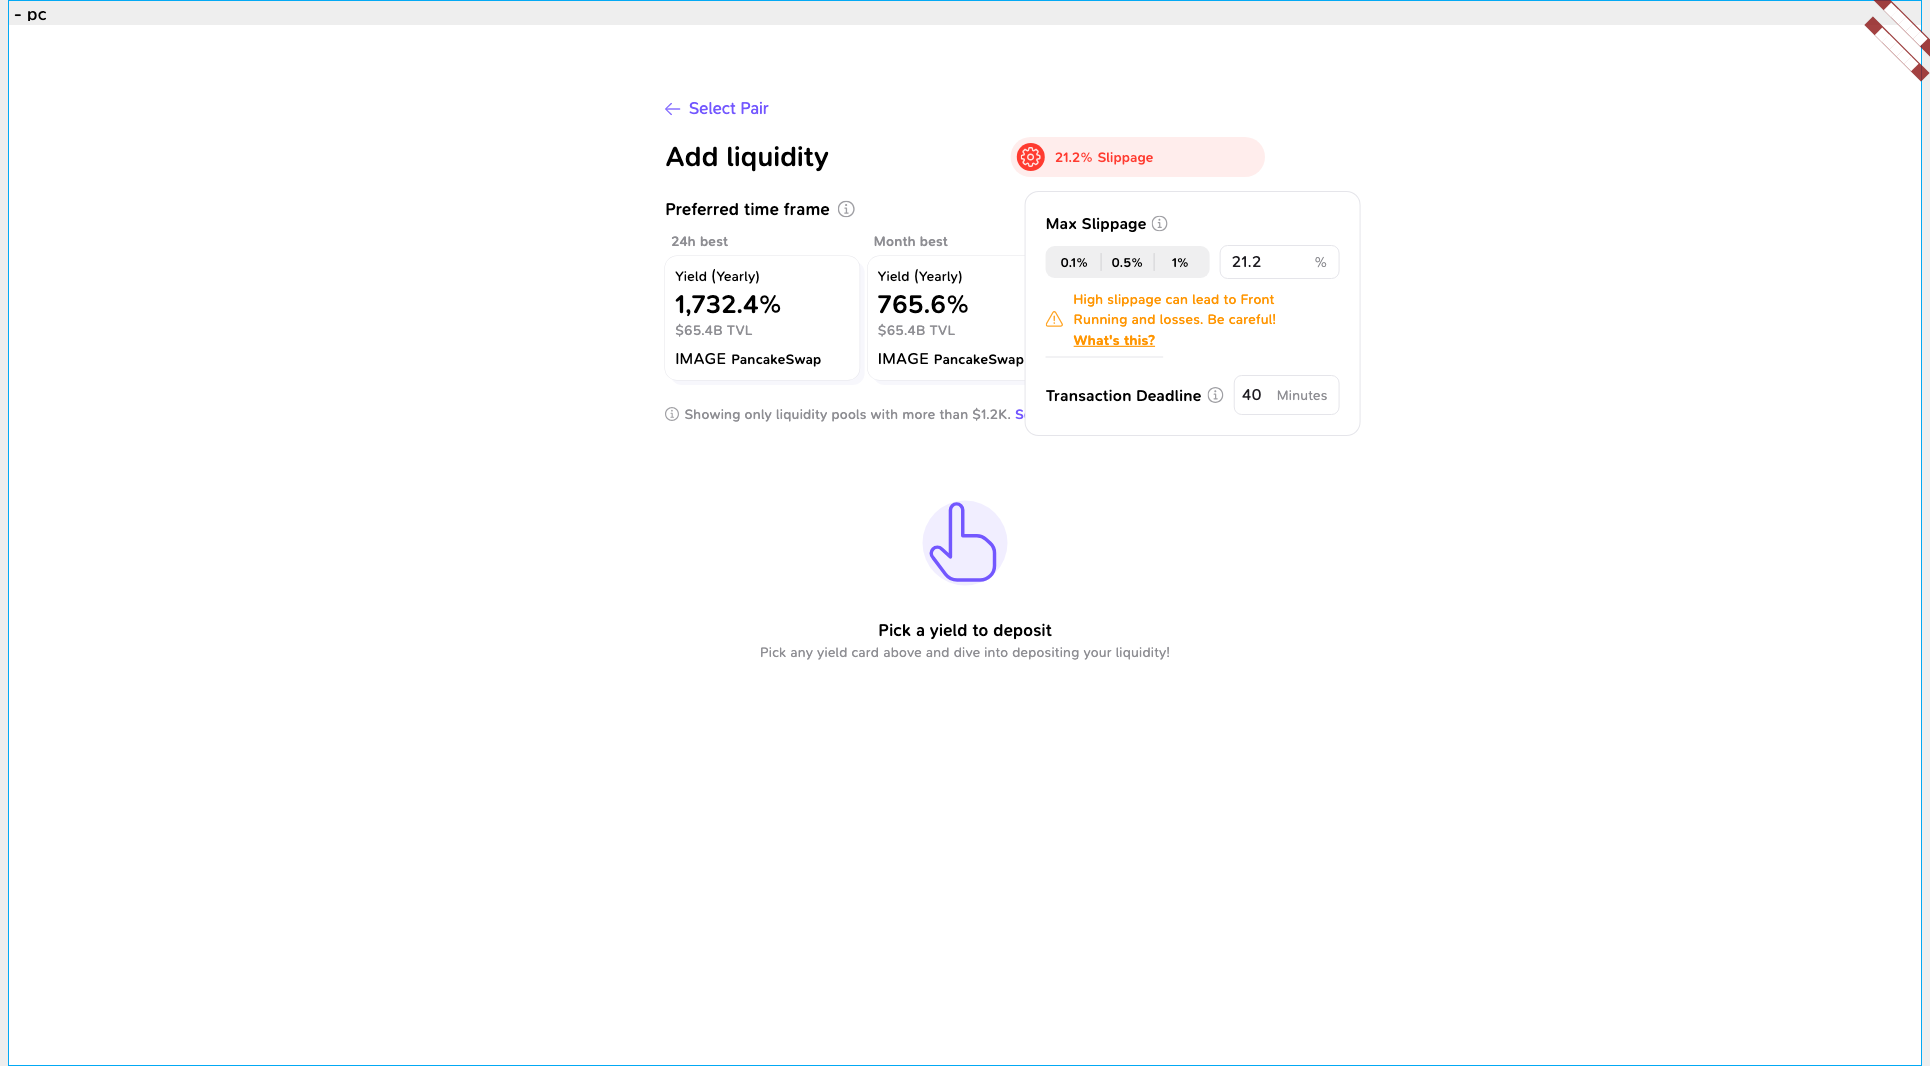 - pc
Select Pair
Add liquidity
21.2% Slippage
Preferred time frame
24h best
Month best
Yield (Yearly)
1,732.4%
$65.4B TVL
IMAGE PancakeSwap
Yield (Yearly)
765.6%
$65.4B TVL
IMAGE PancakeSwap
Showing only liquidity pools with more than $1.2K.
Max Slippage
0.1% 0.5% 1%
21.2 %
High slippage can lead to Front
Running and losses. Be careful!
What's this?
Transaction Deadline
40 Minutes
Pick a yield to deposit
Pick any yield card above and dive into depositing your liquidity!